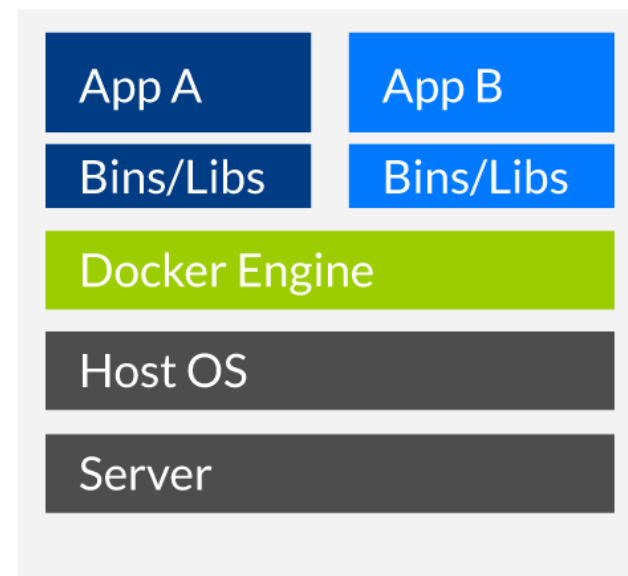 App A
App B
Bins/Libs
Bins/Libs
Docker Engine
Host OS
Server